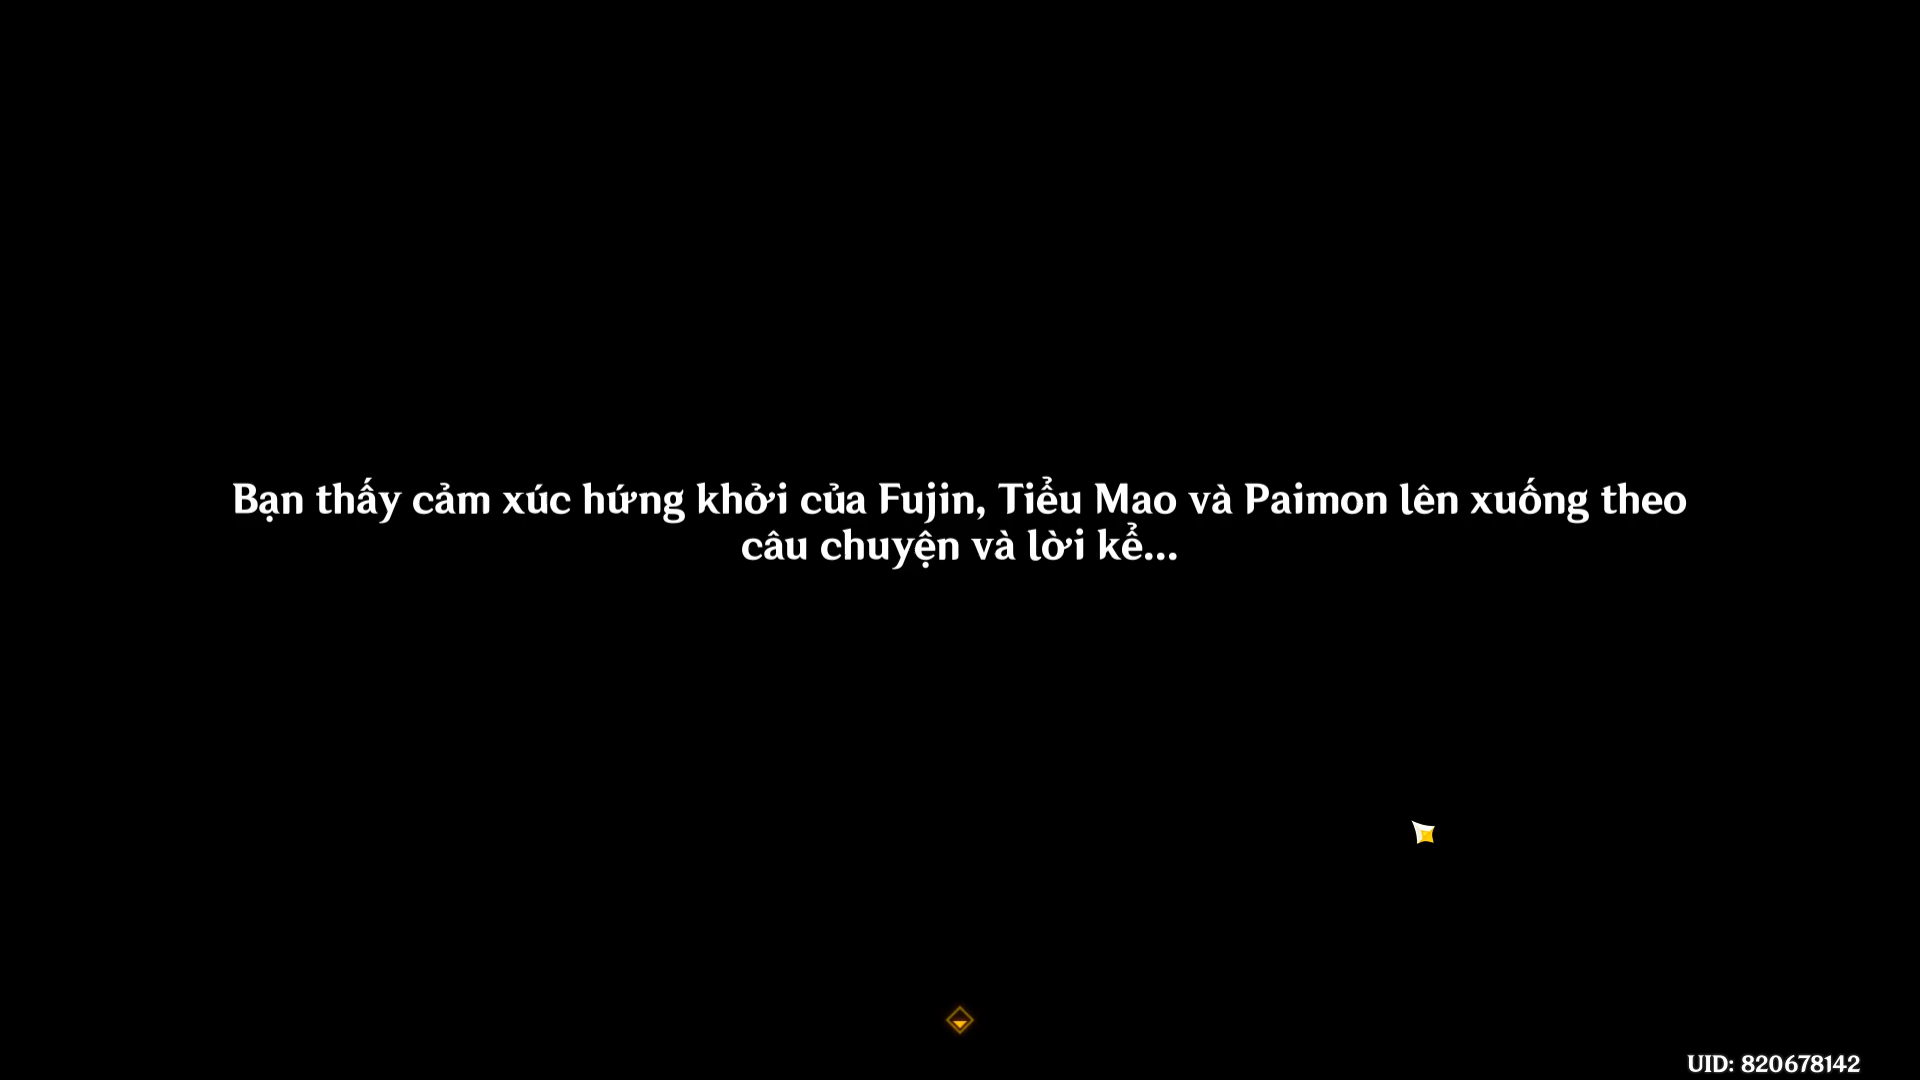 Bạn thấy cảm xúc hứng khởi của Fujin, Tiểu Mao và Paimon lên xuống theo
câu chuyện và lời kể...
UID: 820678142